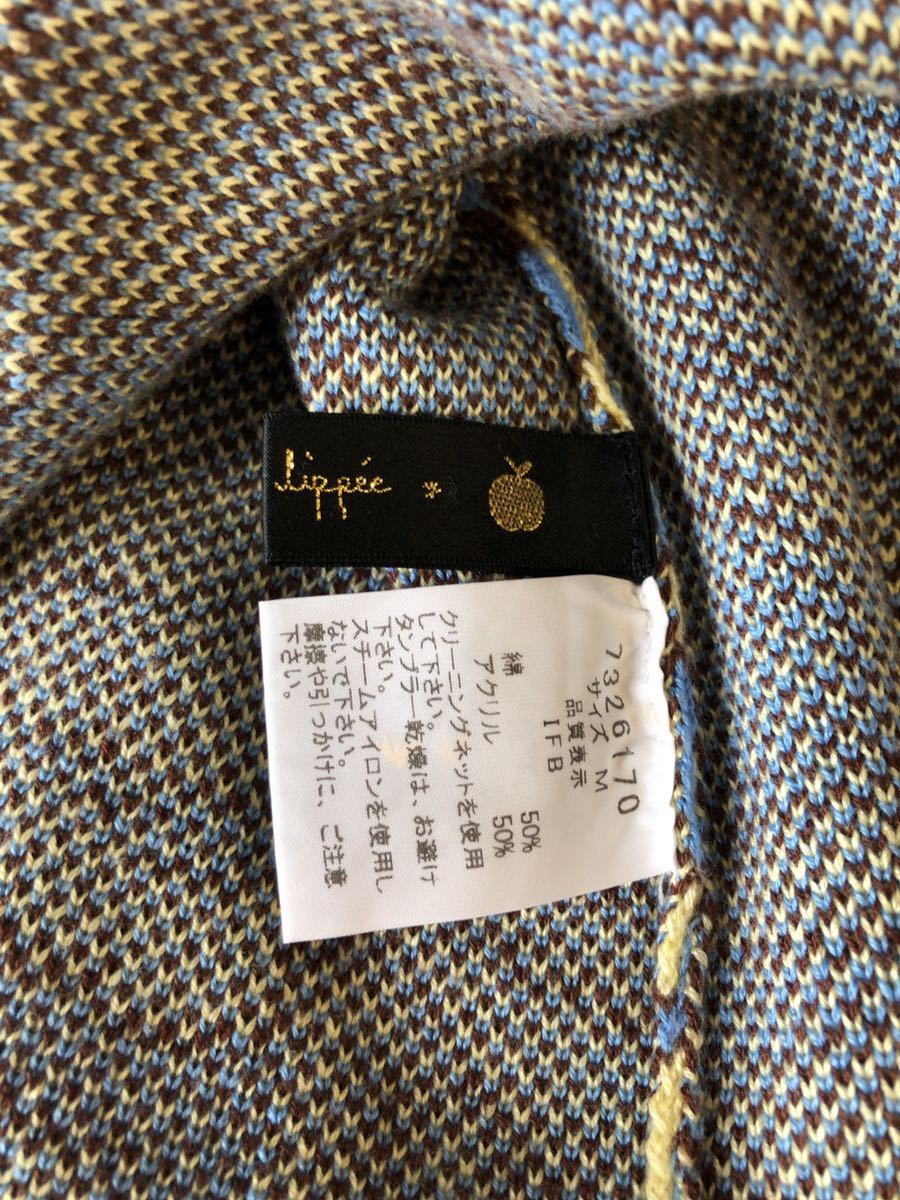 lippée *
7326170
サイズ M
品質表示
IFB
綿 50%
アクリル 50%
クリーニングネットを使用
して下さい。
タンブラー乾燥は、お避け
下さい。
スチームアイロンを使用し
ないで下さい。
摩擦や引っかけに、ご注意
下さい。